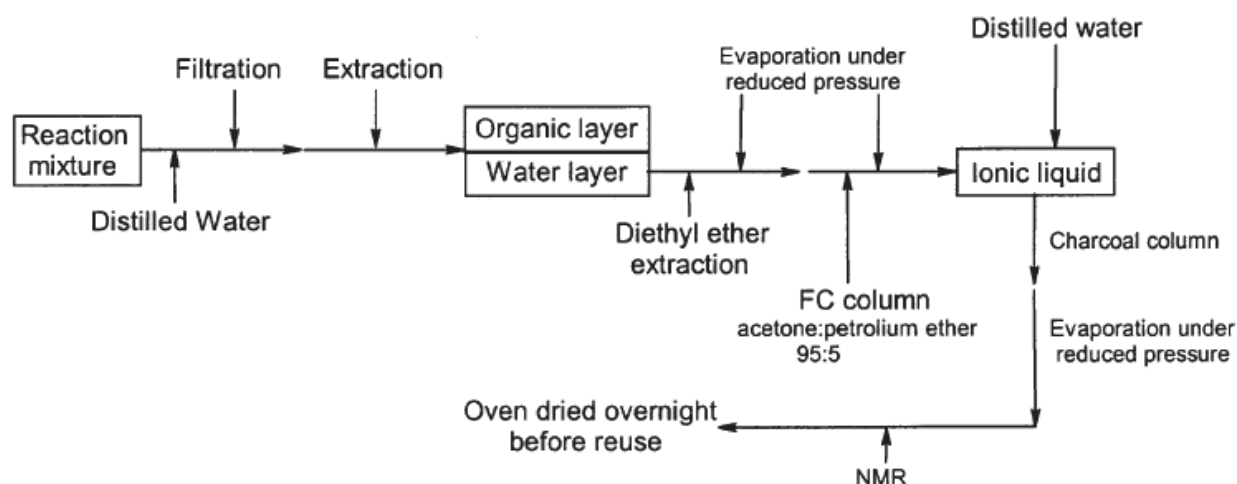 Distilled water
Evaporation under
reduced pressure
Filtration
Extraction
Reaction
mixture
Organic layer
Water layer
Ionic liquid
Distilled Water
Diethyl ether
extraction
Charcoal column
FC column
acetone:petrolium ether
95:5
Evaporation under
reduced pressure
Oven dried overnight
before reuse
NMR